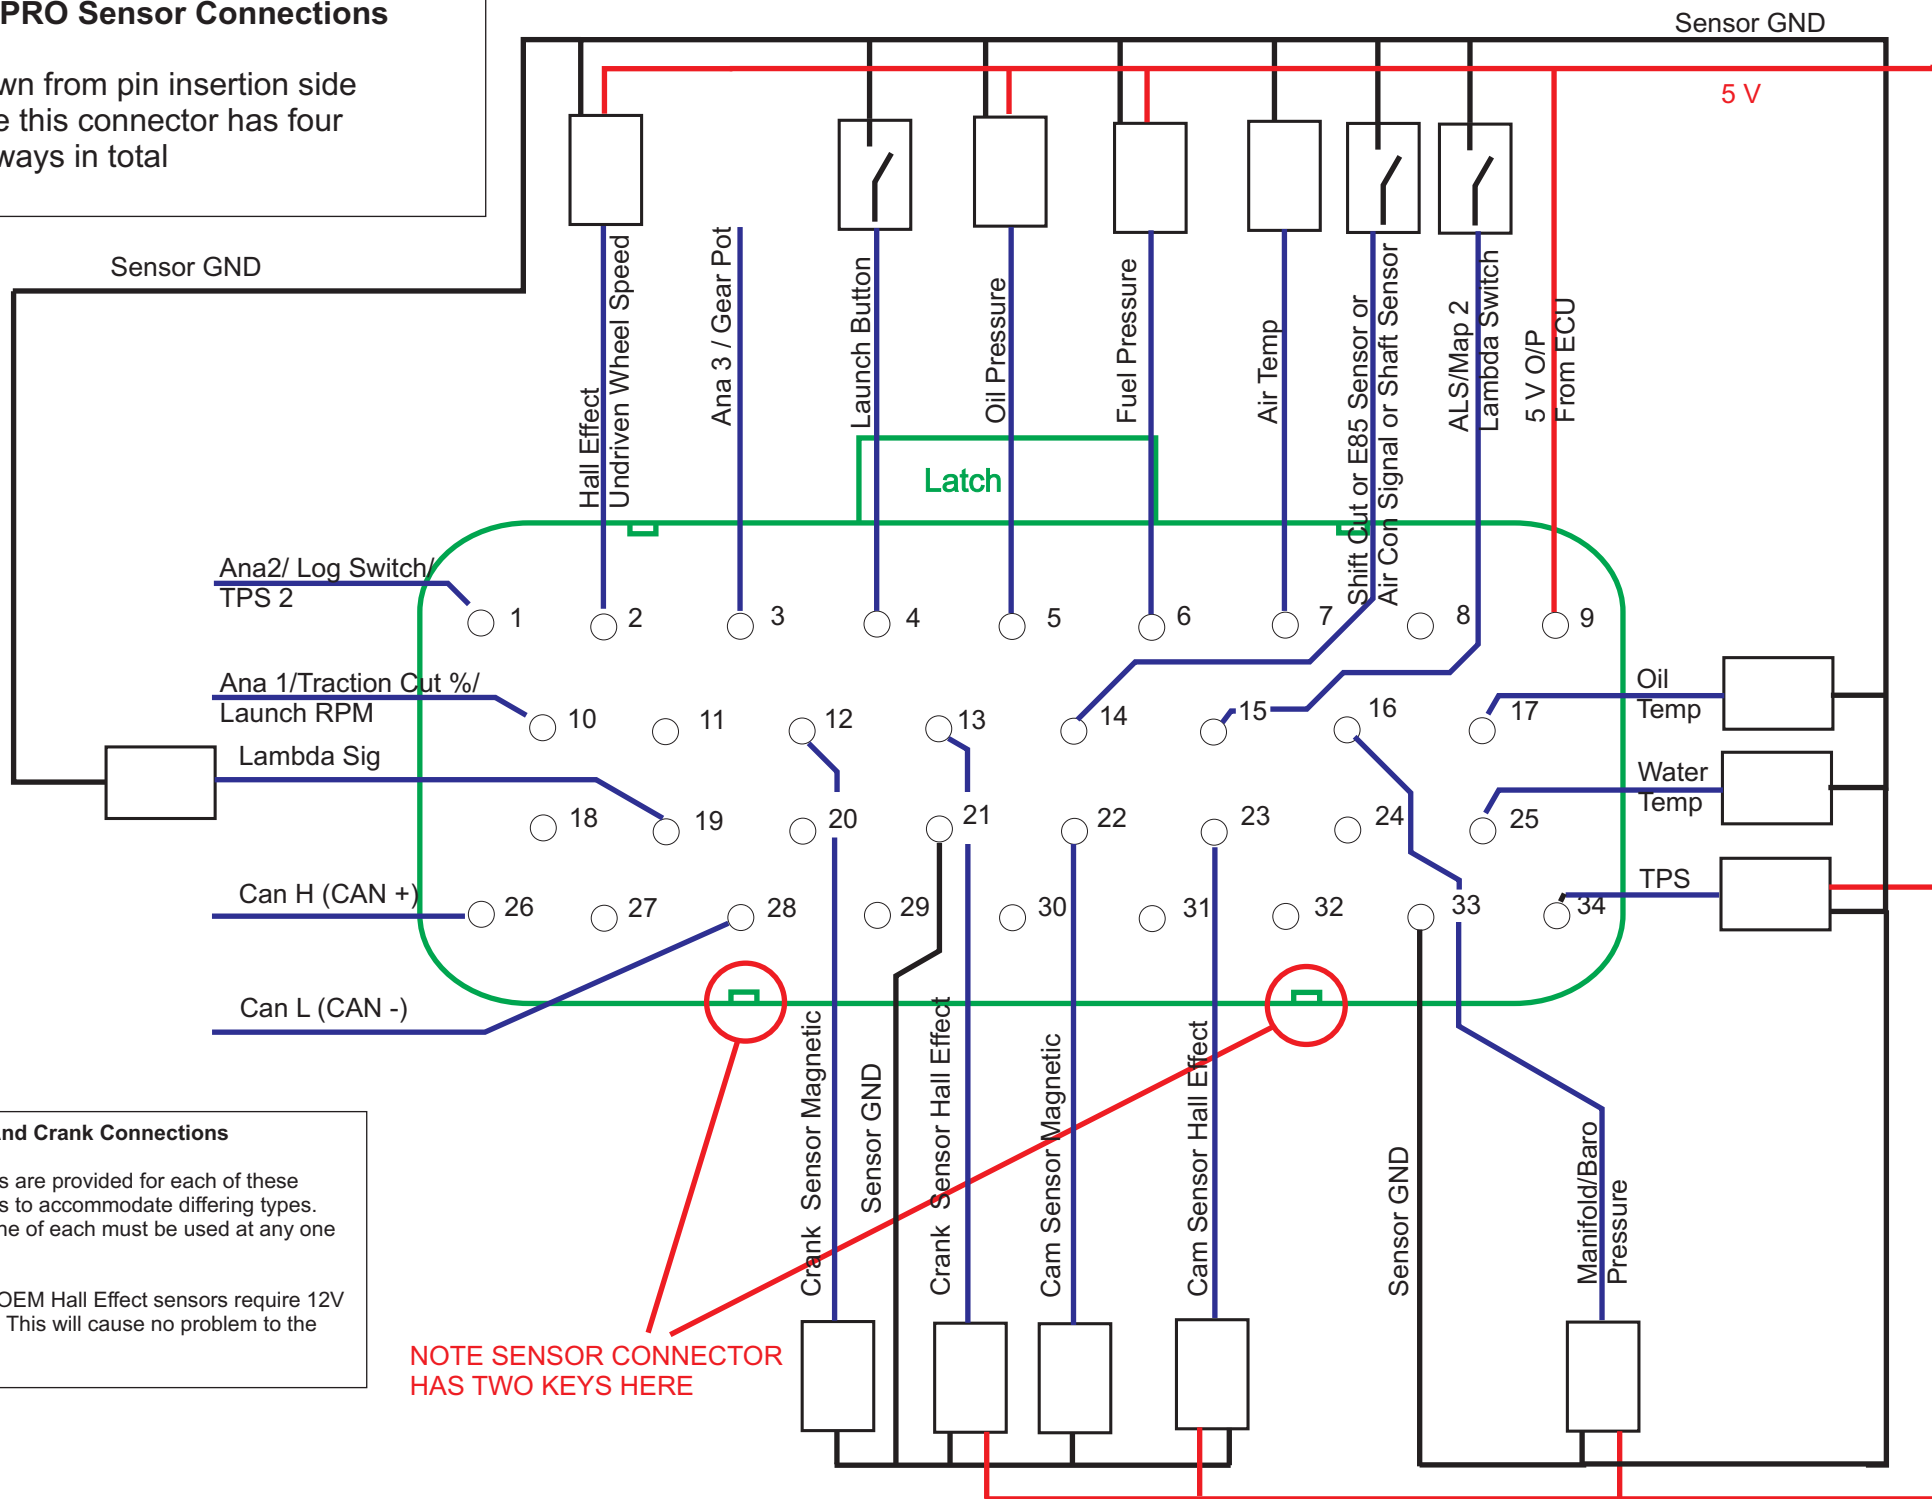 PRO Sensor Connections
wn from pin insertion side
e this connector has four
ways in total
Sensor GND
5 V
Sensor GND
Hall Effect
Undriven Wheel Speed
Ana 3 / Gear Pot
Launch Button
Oil Pressure
Fuel Pressure
Air Temp
Shift Cut or E85 Sensor or
Air Con Signal or Shaft Sensor
ALS/Map 2
Lambda Switch
5 V O/P
From ECU
Latch
Ana2/ Log Switch/
TPS 2
1
2
3
4
5
6
7
8
9
Ana 1/Traction Cut %/
Launch RPM
10
11
12
13
14
15
16
17
Oil
Temp
Lambda Sig
18
19
20
21
22
23
24
25
Water
Temp
Can H (CAN +)
26
27
28
29
30
31
32
33
34
TPS
Can L (CAN -)
Crank Sensor Magnetic
Sensor GND
Crank Sensor Hall Effect
Cam Sensor Magnetic
Cam Sensor Hall Effect
Sensor GND
Manifold/Baro
Pressure
nd Crank Connections
s are provided for each of these
s to accommodate differing types.
ne of each must be used at any one
OEM Hall Effect sensors require 12V
This will cause no problem to the
NOTE SENSOR CONNECTOR
HAS TWO KEYS HERE